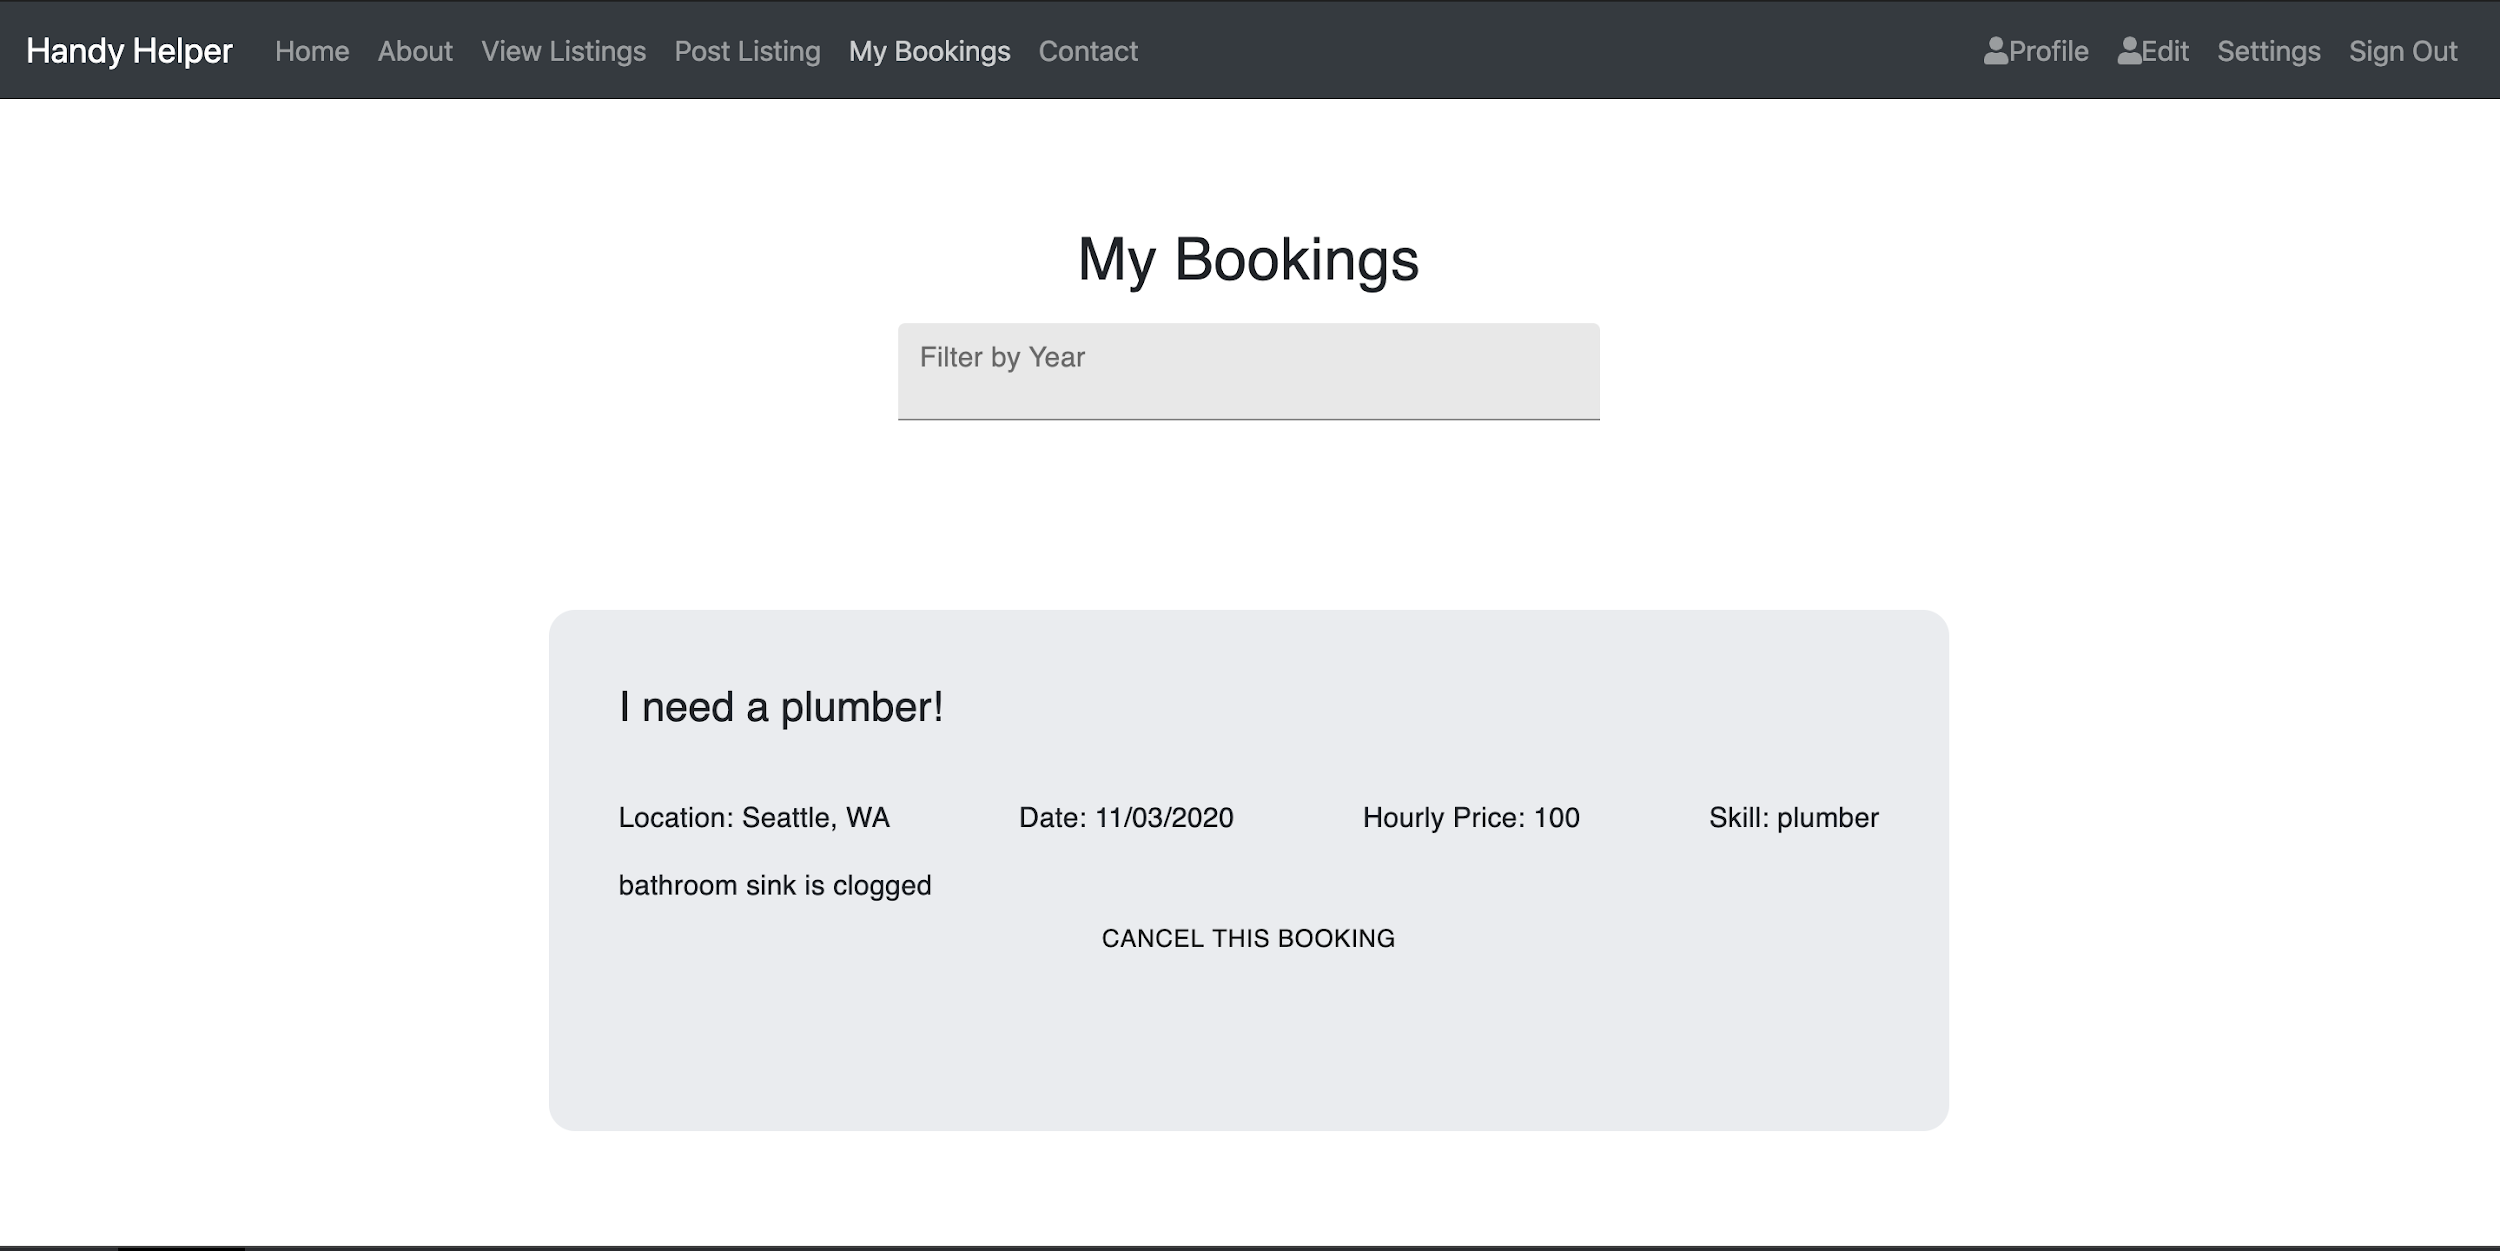 Handy Helper Home About View Listings Post Listing My Bookings Contact Profile Edit Settings Sign Out
My Bookings
Filter by Year
I need a plumber!
Location: Seattle, WA Date: 11/03/2020 Hourly Price: 100 Skill: plumber
bathroom sink is clogged
CANCEL THIS BOOKING